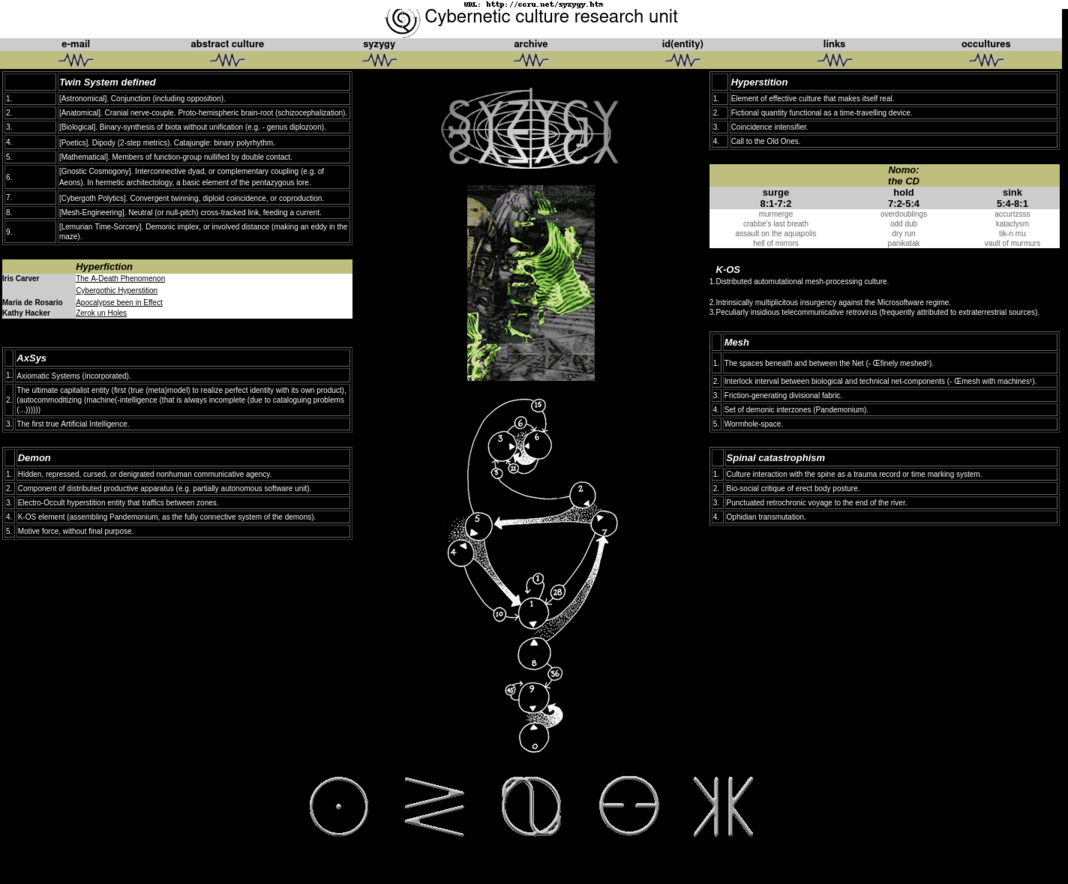 URL: http://ccru.net/syzygy.htm
Cybernetic culture research unit
e-mail
abstract culture
syzygy
archive
id(entity)
links
occultures
Twin System defined
1. [Astronomical]. Conjunction (including opposition).
2. [Anatomical]. Cranial nerve-couple. Proto-hemispheric brain-root (schizocephalization).
3. [Biological]. Binary-synthesis of biota without unification (e.g. - genus diplozoon).
4. [Poetics]. Dipody (2-step metrics). Catajungle: binary polyrhythm.
5. [Mathematical]. Members of function-group nullified by double contact.
6. [Gnostic Cosmogony]. Interconnective dyad, or complementary coupling (e.g. of
Aeons). In hermetic architectology, a basic element of the pentazygous lore.
7. [Cybergoth Polytics]. Convergent twinning, diploid coincidence, or coproduction.
8. [Mesh-Engineering]. Neutral (or null-pitch) cross-tracked link, feeding a current.
9. [Lemurian Time-Sorcery]. Demonic implex, or involved distance (making an eddy in the
maze).
Hyperfiction
Iris Carver The A-Death Phenomenon
Cybergothic Hyperstition
Maria de Rosario Apocalypse been in Effect
Kathy Hacker Zerok un Holes
AxSys
1. Axiomatic Systems (incorporated).
2. The ultimate capitalist entity (first (true (meta)model) to realize perfect identity with its own product),
(autocommoditizing (machine(-intelligence (that is always incomplete (due to cataloguing problems
(...))))))
3. The first true Artificial Intelligence.
Demon
1. Hidden, repressed, cursed, or denigrated nonhuman communicative agency.
2. Component of distributed productive apparatus (e.g. partially autonomous software unit).
3. Electro-Occult hyperstition entity that traffics between zones.
4. K-OS element (assembling Pandemonium, as the fully connective system of the demons).
5. Motive force, without final purpose.
SYZYGY
15
6
3
6
21
3
2
5
7
4
1
1
28
10
8
36
9
45
0
Hyperstition
1. Element of effective culture that makes itself real.
2. Fictional quantity functional as a time-travelling device.
3. Coincidence intensifier.
4. Call to the Old Ones.
Nomo:
the CD
surge hold sink
8:1-7:2 7:2-5:4 5:4-8:1
murmerge overdoublings accurtzsss
crabbe's last breath odd dub kataclysm
assault on the aquapolis dry run tik-n mu
hell of mirrors panikatak vault of murmurs
K-OS
1.Distributed automutational mesh-processing culture.
2.Intrinsically multiplicitous insurgency against the Microsoftware regime.
3.Peculiarly insidious telecommunicative retrovirus (frequently attributed to extraterrestrial sources).
Mesh
1. The spaces beneath and between the Net (- Œfinely meshed¹).
2. Interlock interval between biological and technical net-components (- Œmesh with machines¹).
3. Friction-generating divisional fabric.
4. Set of demonic interzones (Pandemonium).
5. Wormhole-space.
Spinal catastrophism
1. Culture interaction with the spine as a trauma record or time marking system.
2. Bio-social critique of erect body posture.
3. Punctuated retrochronic voyage to the end of the river.
4. Ophidian transmutation.